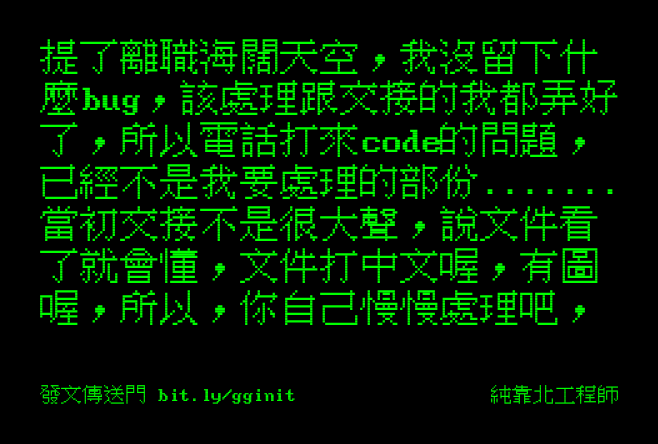 提了離職海闊天空，我沒留下什
麼bug，該處理跟交接的我都弄好
了，所以電話打來code的問題，
已經不是我要處理的部份.......
當初交接不是很大聲，說文件看
了就會懂，文件打中文喔，有圖
喔，所以，你自己慢慢處理吧，
發文傳送門 bit.ly/gginit
純靠北工程師